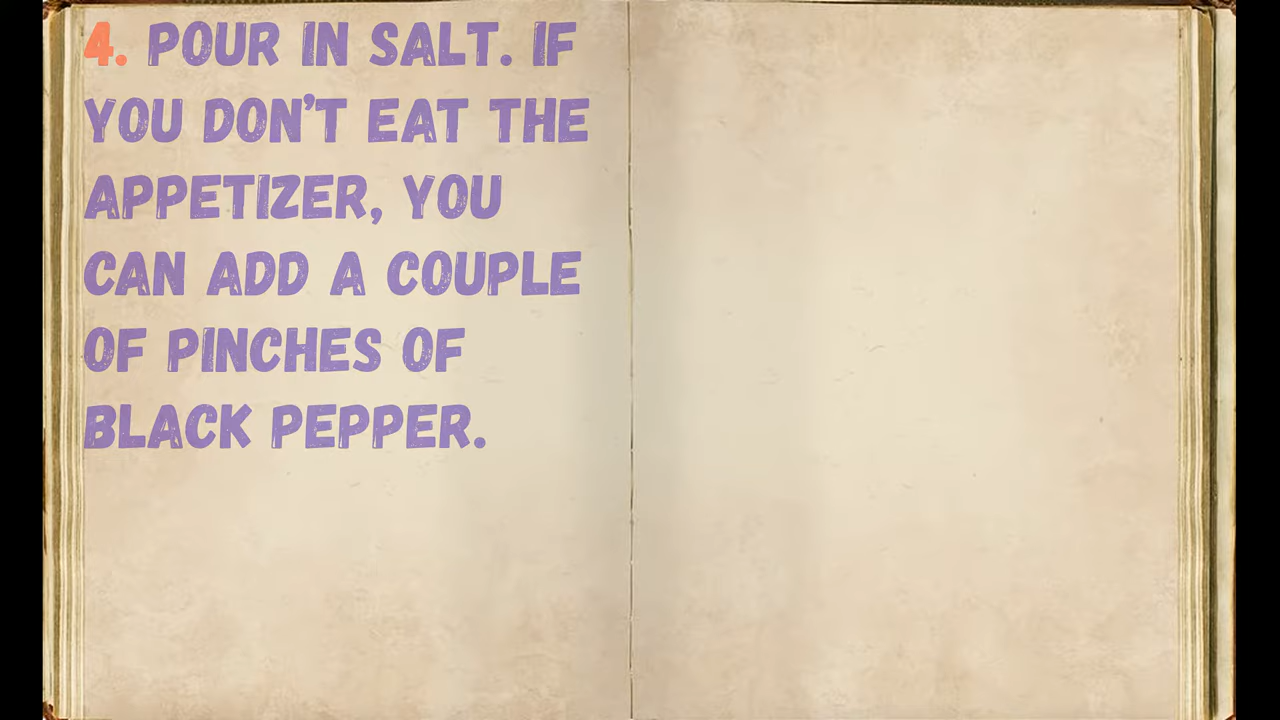 4. POUR IN SALT. IF
YOU DON'T EAT THE
APPETIZER, YOU
CAN ADD A COUPLE
OF PINCHES OF
BLACK PEPPER.